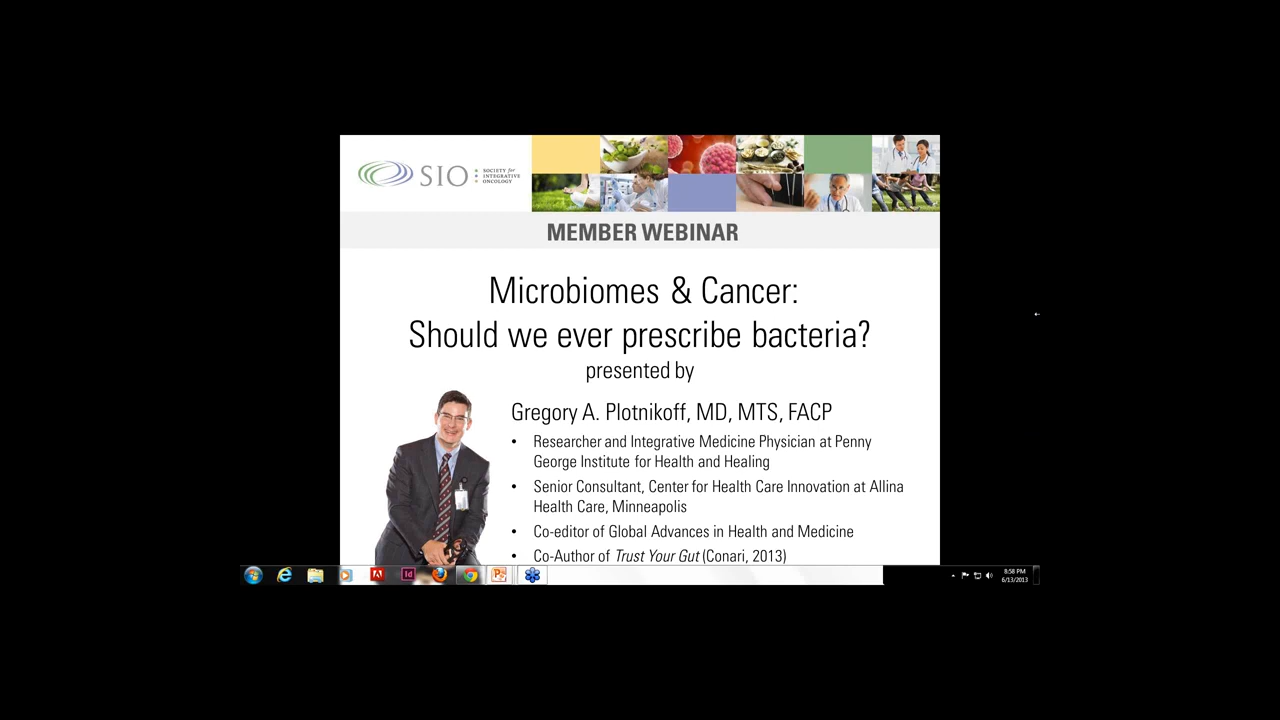 SIO
SOCIETY for
INTEGRATIVE
ONCOLOGY
MEMBER WEBINAR
Microbiomes & Cancer:
Should we ever prescribe bacteria?
presented by
Gregory A. Plotnikoff, MD, MTS, FACP
• Researcher and Integrative Medicine Physician at Penny
George Institute for Health and Healing
• Senior Consultant, Center for Health Care Innovation at Allina
Health Care, Minneapolis
• Co-editor of Global Advances in Health and Medicine
• Co-Author of Trust Your Gut (Conari, 2013)
Id
8:58 PM
6/13/2013